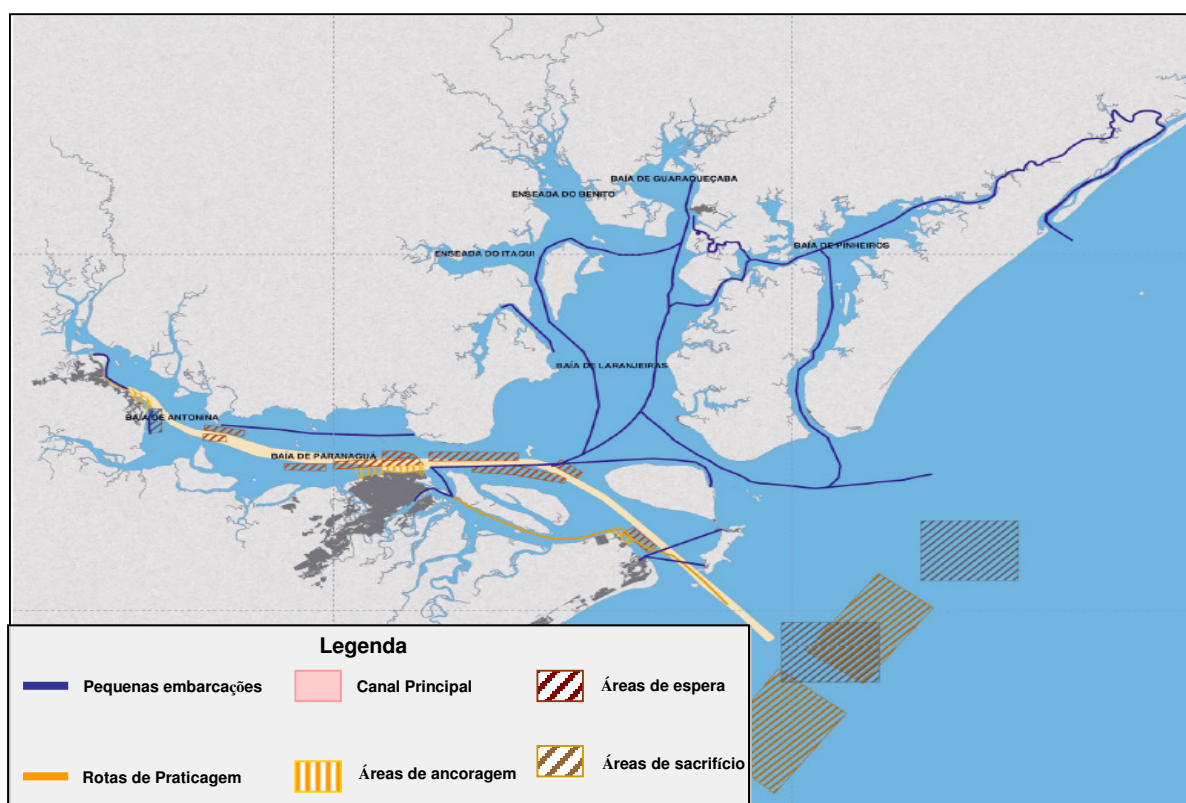 BAÍA DE GUARAQUEÇABA
ENSEADA DO BENITO
BAÍA DE PINHEIROS
ENSEADA DO ITAQUI
BAÍA DE LARANJEIRAS
BAÍA DE ANTONINA
BAÍA DE PARANAGUÁ
Legenda
Pequenas embarcações
Canal Principal
Áreas de espera
Rotas de Praticagem
Áreas de ancoragem
Áreas de sacrifício